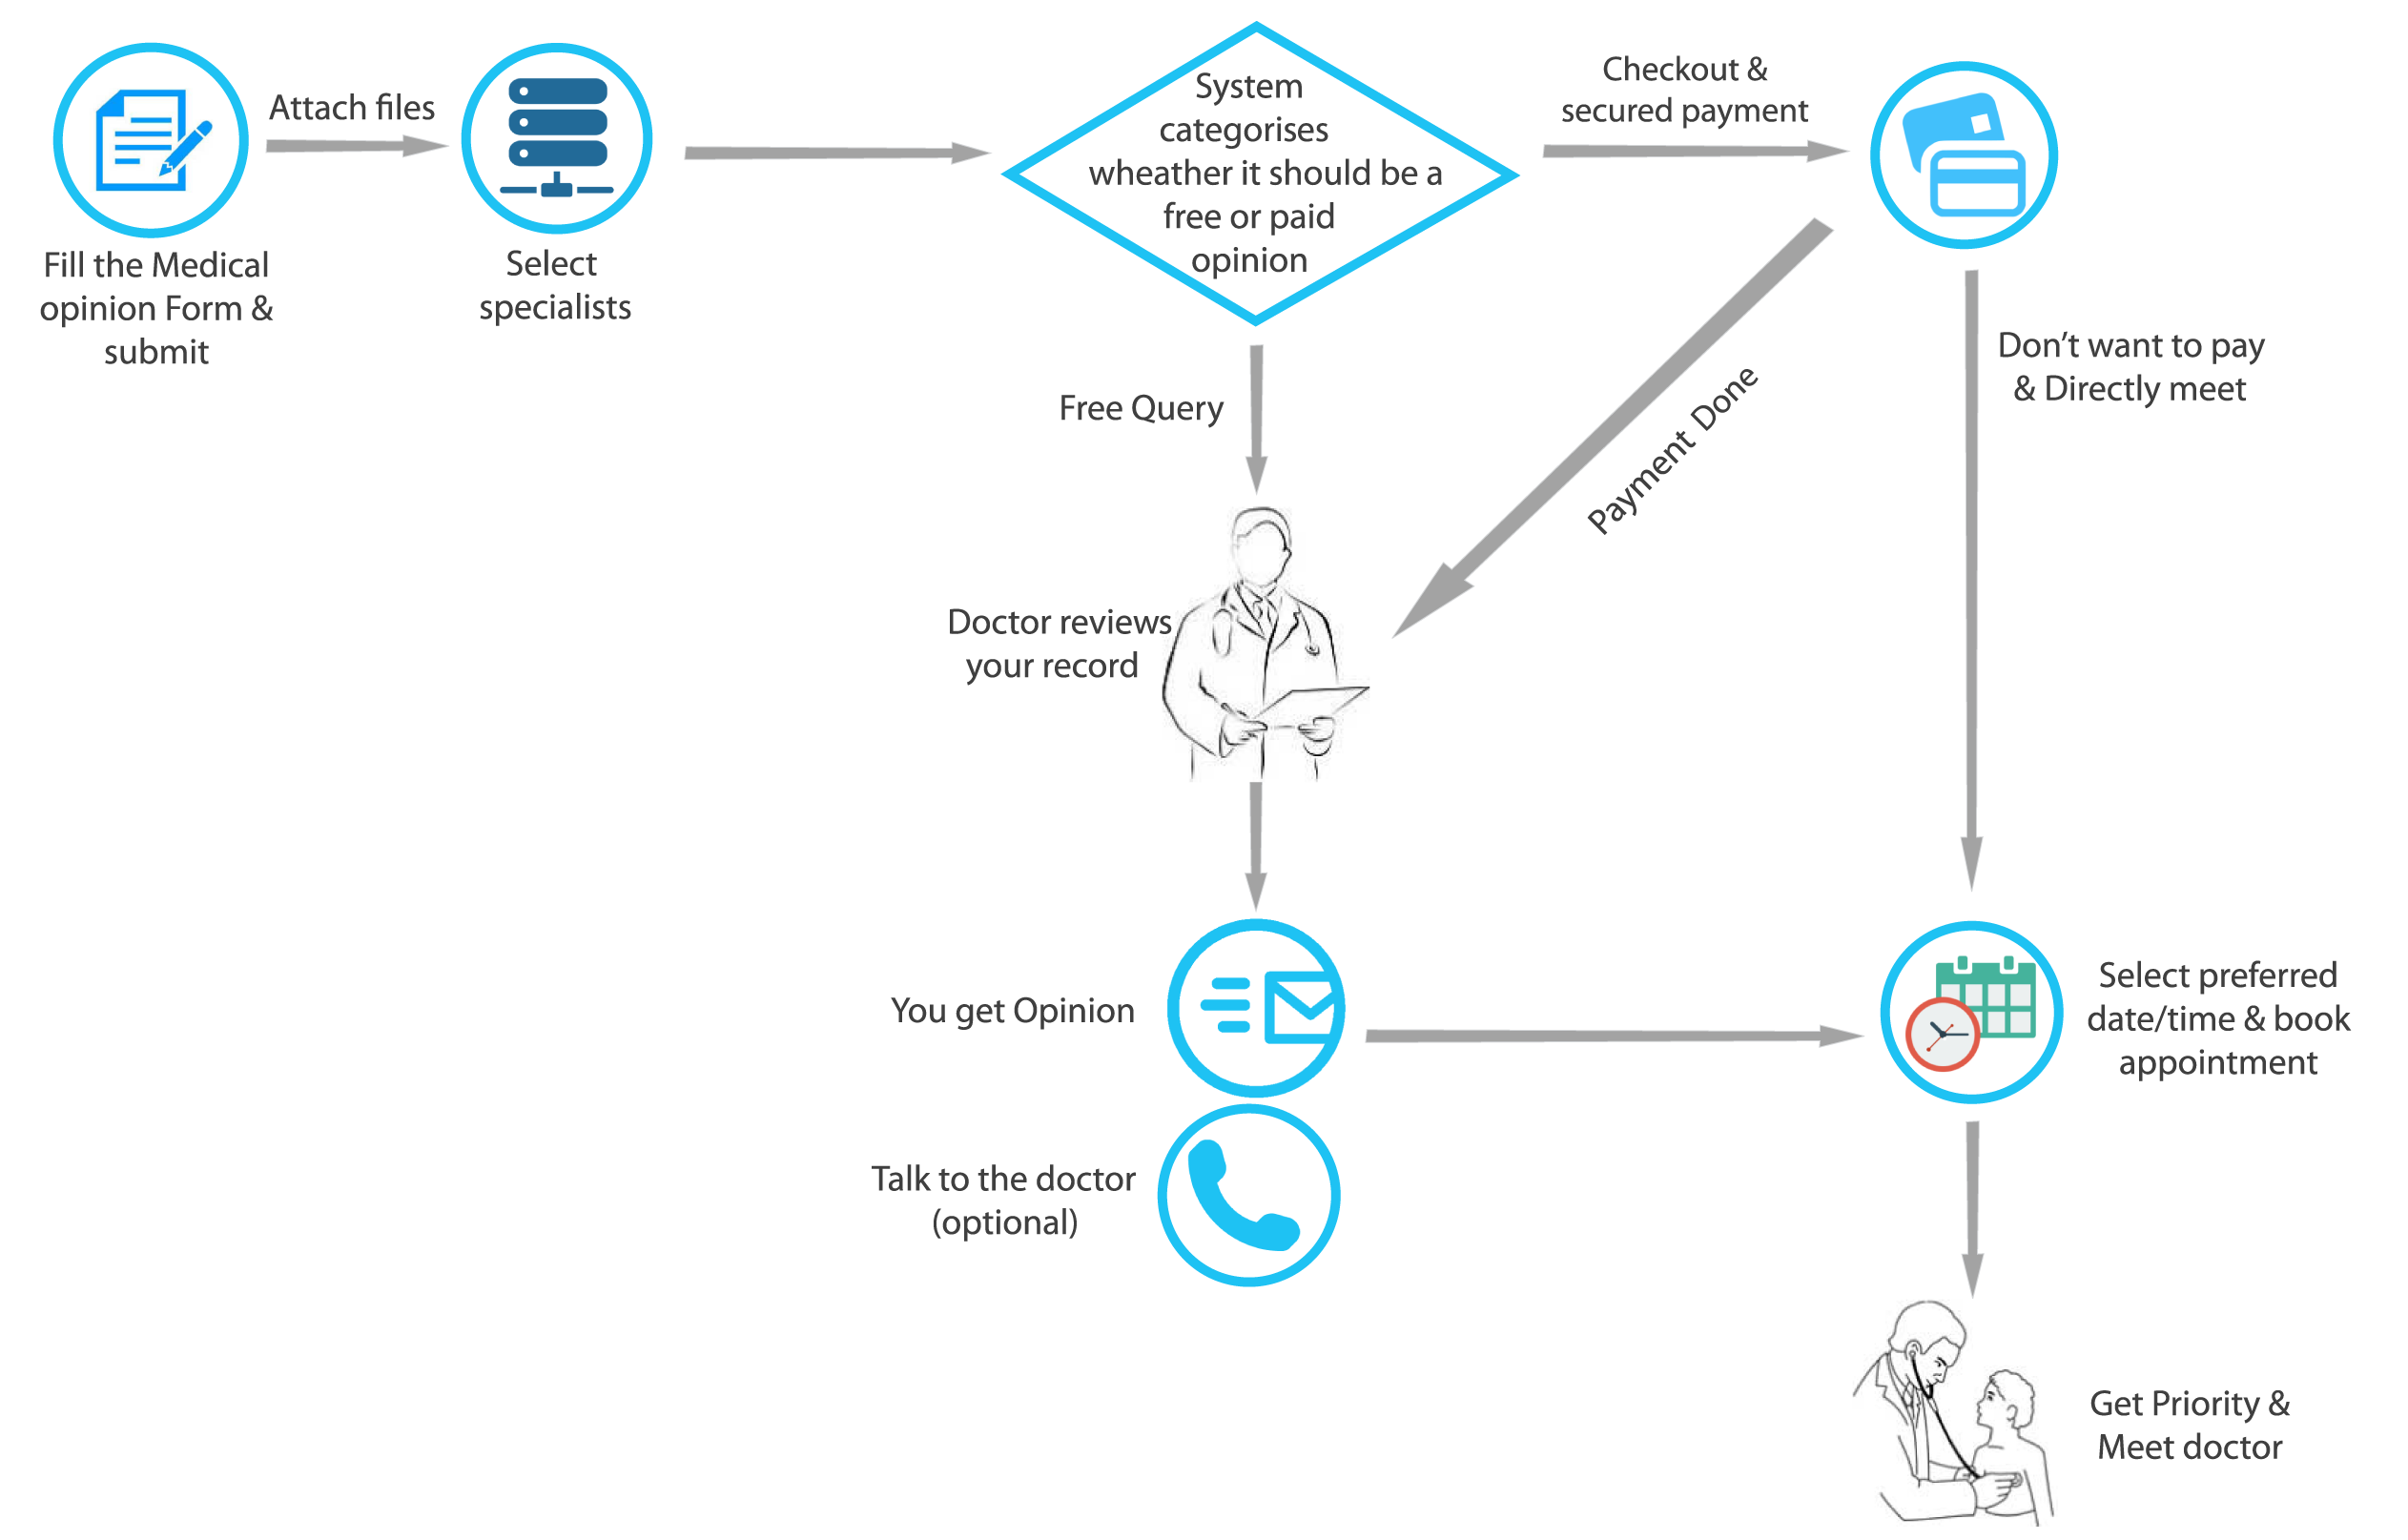 Attach files
Fill the Medical
opinion Form &
submit
Select
specialists
System
categorises
wheather it should be a
free or paid
opinion
Checkout &
secured payment
Free Query
Payment Done
Don't want to pay
& Directly meet
Doctor reviews
your record
You get Opinion
Talk to the doctor
(optional)
Select preferred
date/time & book
appointment
Get Priority &
Meet doctor